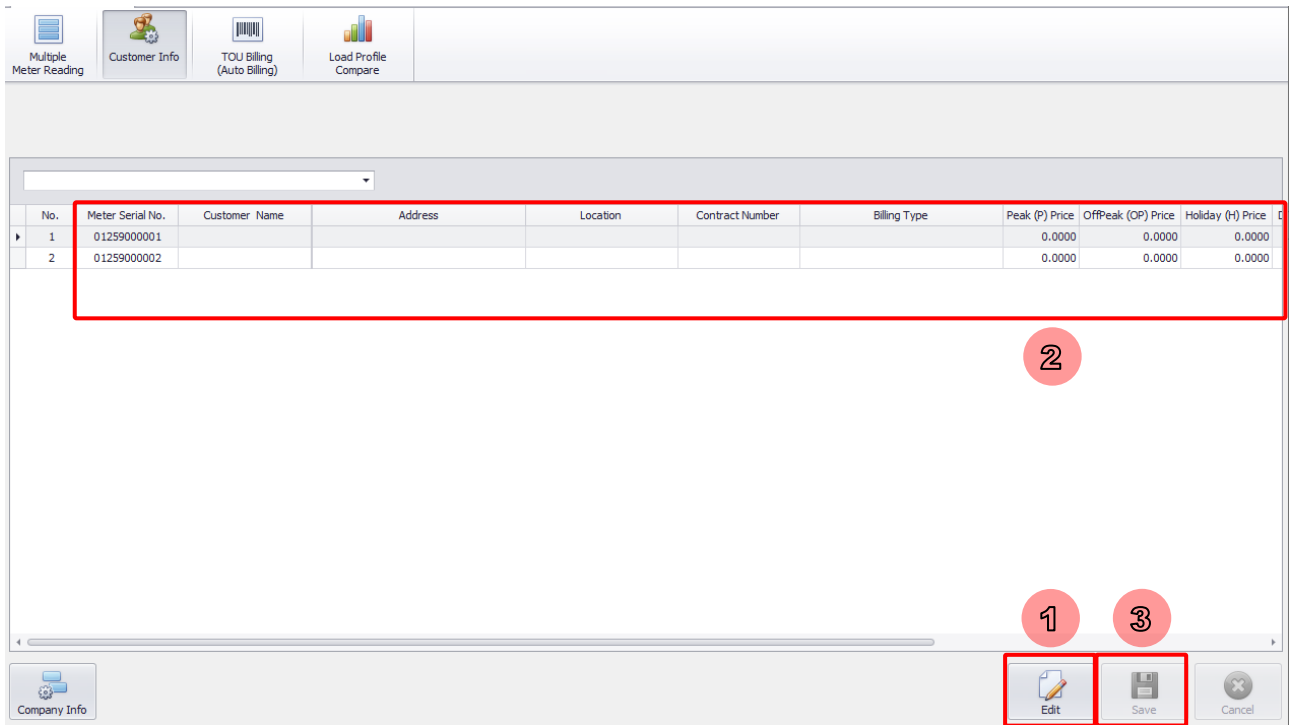 Multiple
Meter Reading
Customer Info
TOU Billing
(Auto Billing)
Load Profile
Compare
No. Meter Serial No. Customer Name Address Location Contract Number Billing Type Peak (P) Price OffPeak (OP) Price Holiday (H) Price
1 01259000001 0.0000 0.0000 0.0000
2 01259000002 0.0000 0.0000 0.0000
2
1 3
Company Info Edit Save Cancel